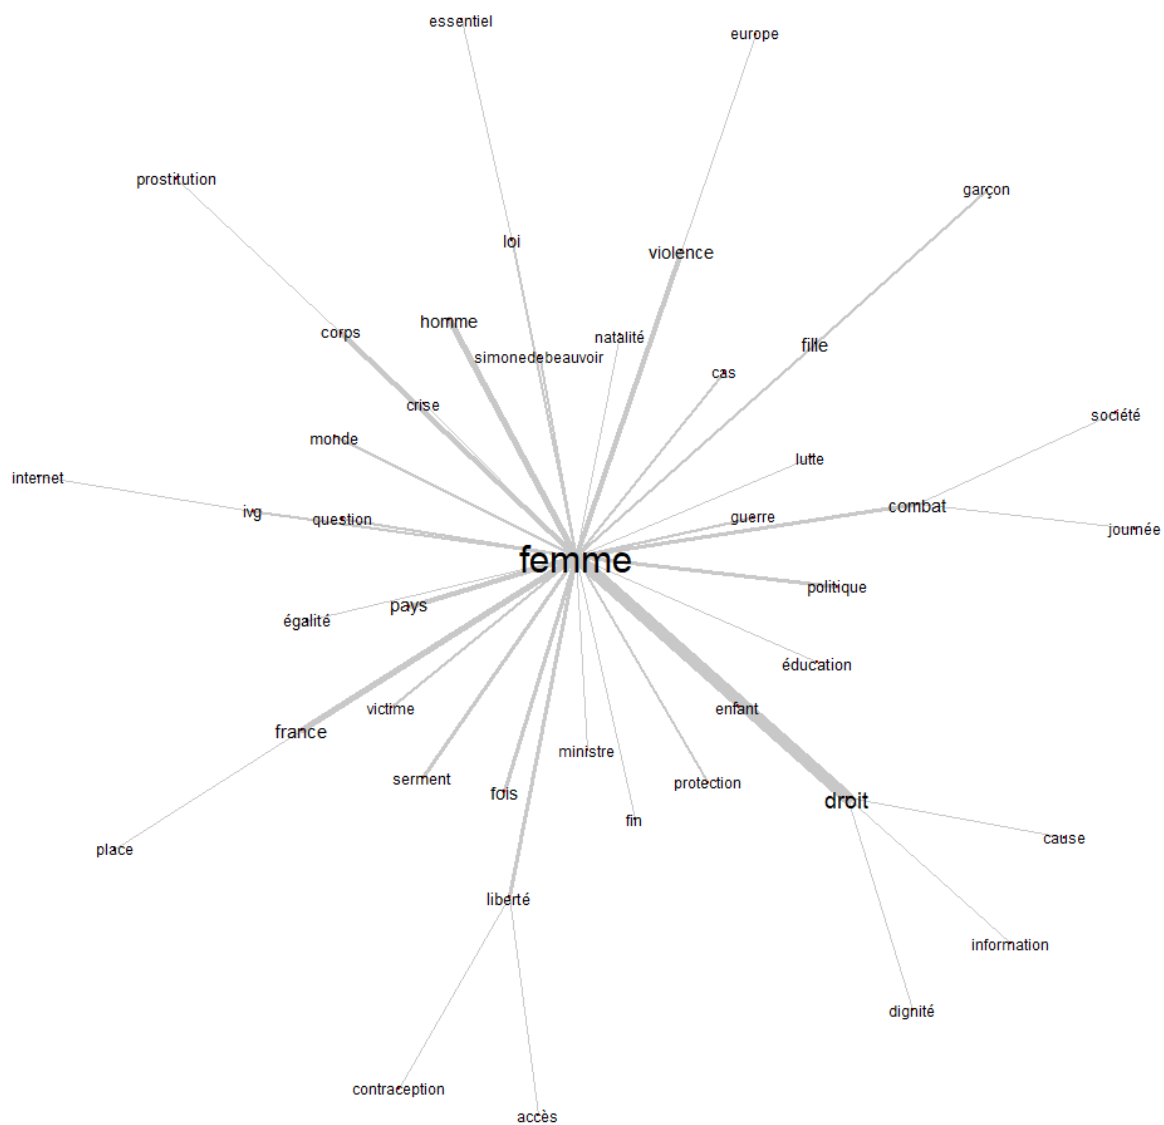 essentiel
europe
prostitution
garçon
loi
violence
homme
corps
natalité
fille
simonedebeauvoir
cas
crise
société
monde
lutte
internet
ivg
question
guerre
combat
journée
femme
politique
pays
égalité
éducation
victime
enfant
france
ministre
serment
fois
protection
droit
fin
cause
place
liberté
information
dignité
contraception
accès